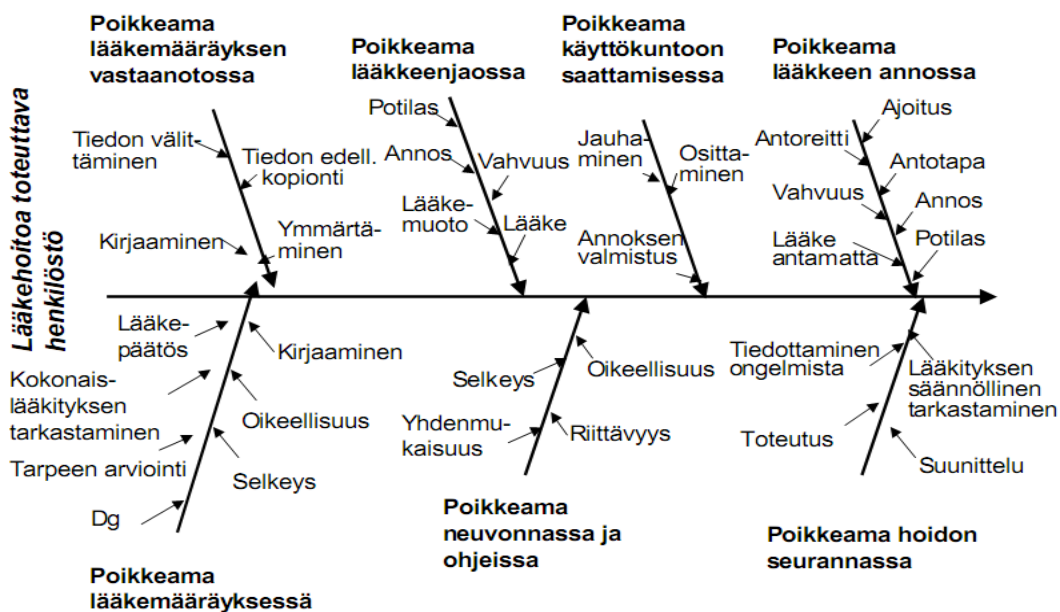 Poikkeama
lääkemääräyksen
vastaanotossa
Poikkeama
lääkkeenjaossa
Poikkeama
käyttökuntoon
saattamisessa
Poikkeama
lääkkeen annossa
Lääkehoitoa toteuttava
henkilöstö
Tiedon välit-
täminen
Tiedon edell.
kopionti
Kirjaaminen
Ymmärtä-
minen
Potilas
Annos
Vahvuus
Lääke-
muoto
Lääke
Jauha-
minen
Ositta-
minen
Annoksen
valmistus
Ajoitus
Antoreitti
Antotapa
Vahvuus
Annos
Lääke
antamatta
Potilas
Lääke-
päätös
Kirjaaminen
Kokonais-
lääkityksen
tarkastaminen
Oikeellisuus
Tarpeen arviointi
Selkeys
Dg
Selkeys
Oikeellisuus
Yhdenmu-
kaisuus
Riittävyys
Tiedottaminen
ongelmista
Lääkityksen
säännöllinen
tarkastaminen
Toteutus
Suunittelu
Poikkeama
lääkemääräyksessä
Poikkeama
neuvonnassa ja
ohjeissa
Poikkeama hoidon
seurannassa